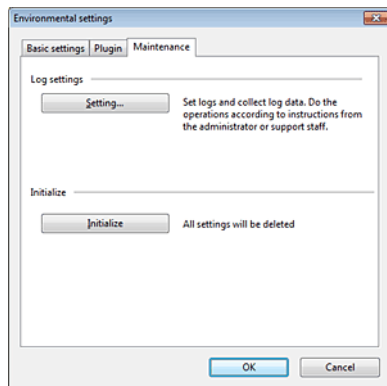 Environmental settings
Basic settings Plugin Maintenance
Log settings
Setting... Set logs and collect log data. Do the
operations according to instructions from
the administrator or support staff.
Initialize
Initialize All settings will be deleted
OK Cancel